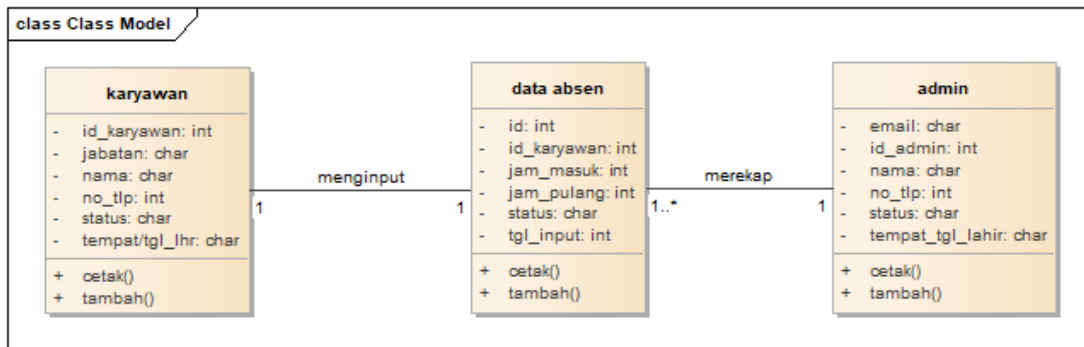 class Class Model
karyawan
- id_karyawan: int
- jabatan: char
- nama: char
- no_tlp: int
- status: char
- tempat/tgl_lhr: char
+ cetak()
+ tambah()
menginput
1
1
data absen
- id: int
- id_karyawan: int
- jam_masuk: int
- jam_pulang: int
- status: char
- tgl_input: int
+ cetak()
+ tambah()
merekap
1..*
1
admin
- email: char
- id_admin: int
- nama: char
- no_tlp: int
- status: char
- tempat_tgl_lahir: char
+ cetak()
+ tambah()